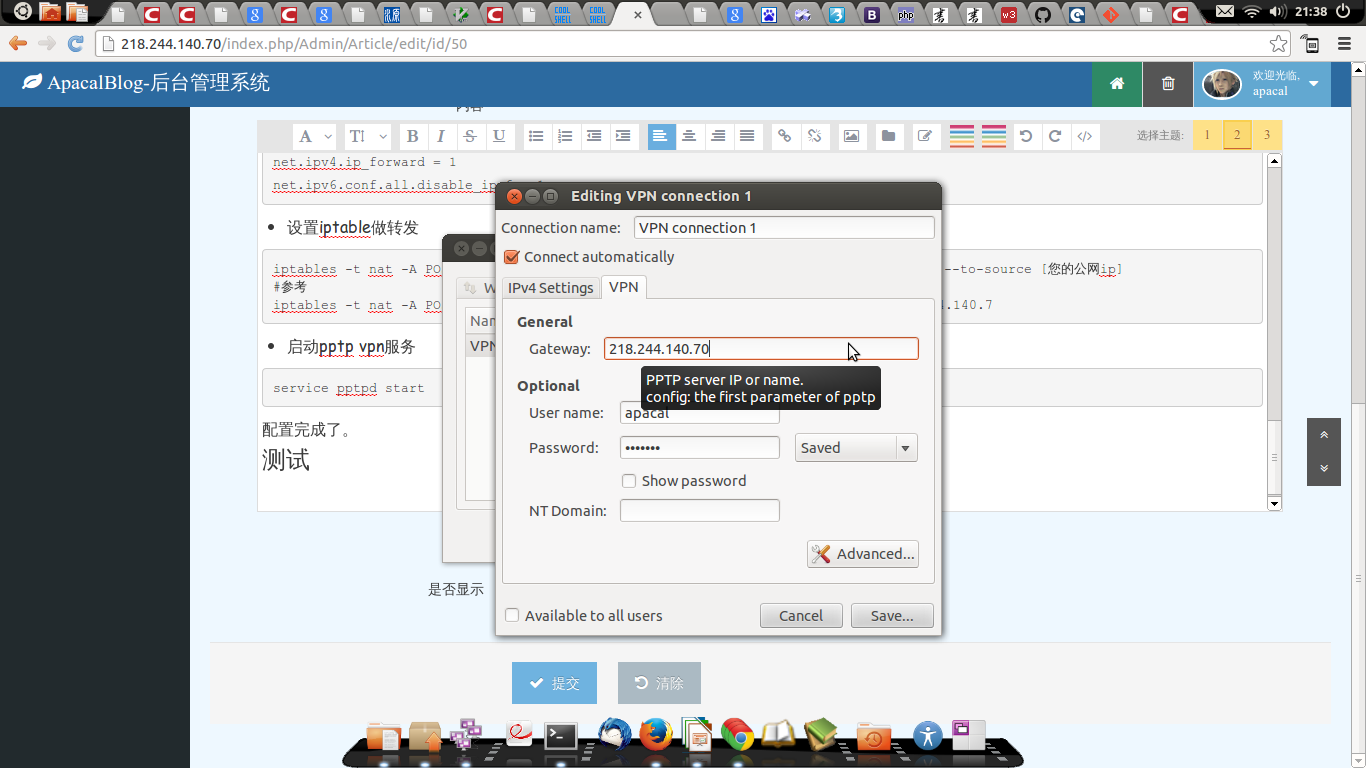 21:38
218.244.140.70/index.php/Admin/Article/edit/id/50
ApacalBlog-后台管理系统
欢迎光临,
apacal
A TI B I S U
选择主题: 1 2 3
net.ipv4.ip_forward = 1
net.ipv6.conf.all.disable_ip
设置iptable做转发
iptables -t nat -A PO
--to-source [您的公网ip]
#参考
iptables -t nat -A PO
.140.7
启动pptp vpn服务
service pptpd start
配置完成了。
测试
是否显示
提交
清除
W
Nam
VPN
Editing VPN connection 1
Connection name: VPN connection 1
Connect automatically
IPv4 Settings VPN
General
Gateway: 218.244.140.70
PPTP server IP or name.
config: the first parameter of pptp
Optional
User name: apacal
Password: ••••••• Saved
Show password
NT Domain:
Advanced...
Available to all users
Cancel Save...